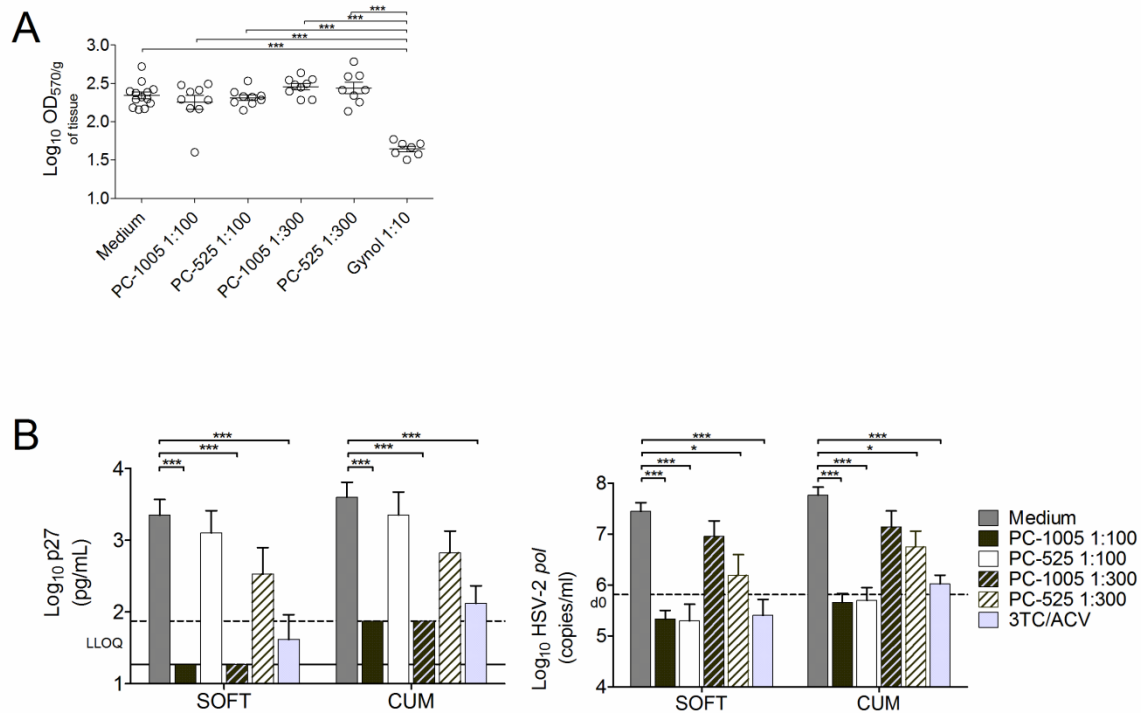 A
***
***
***
***
***
Log10 OD570/g
of tissue
3.0
2.5
2.0
1.5
1.0
Medium
PC-1005 1:100
PC-525 1:100
PC-1005 1:300
PC-525 1:300
Gynol 1:10
B
Log10 p27
(pg/mL)
4
3
2
1
LLOQ
***
***
***
***
***
***
SOFT
CUM
Log10 HSV-2 pol
(copies/ml)
8
7
6
5
4
d0
***
*
***
***
***
*
***
***
SOFT
CUM
Medium
PC-1005 1:100
PC-525 1:100
PC-1005 1:300
PC-525 1:300
3TC/ACV